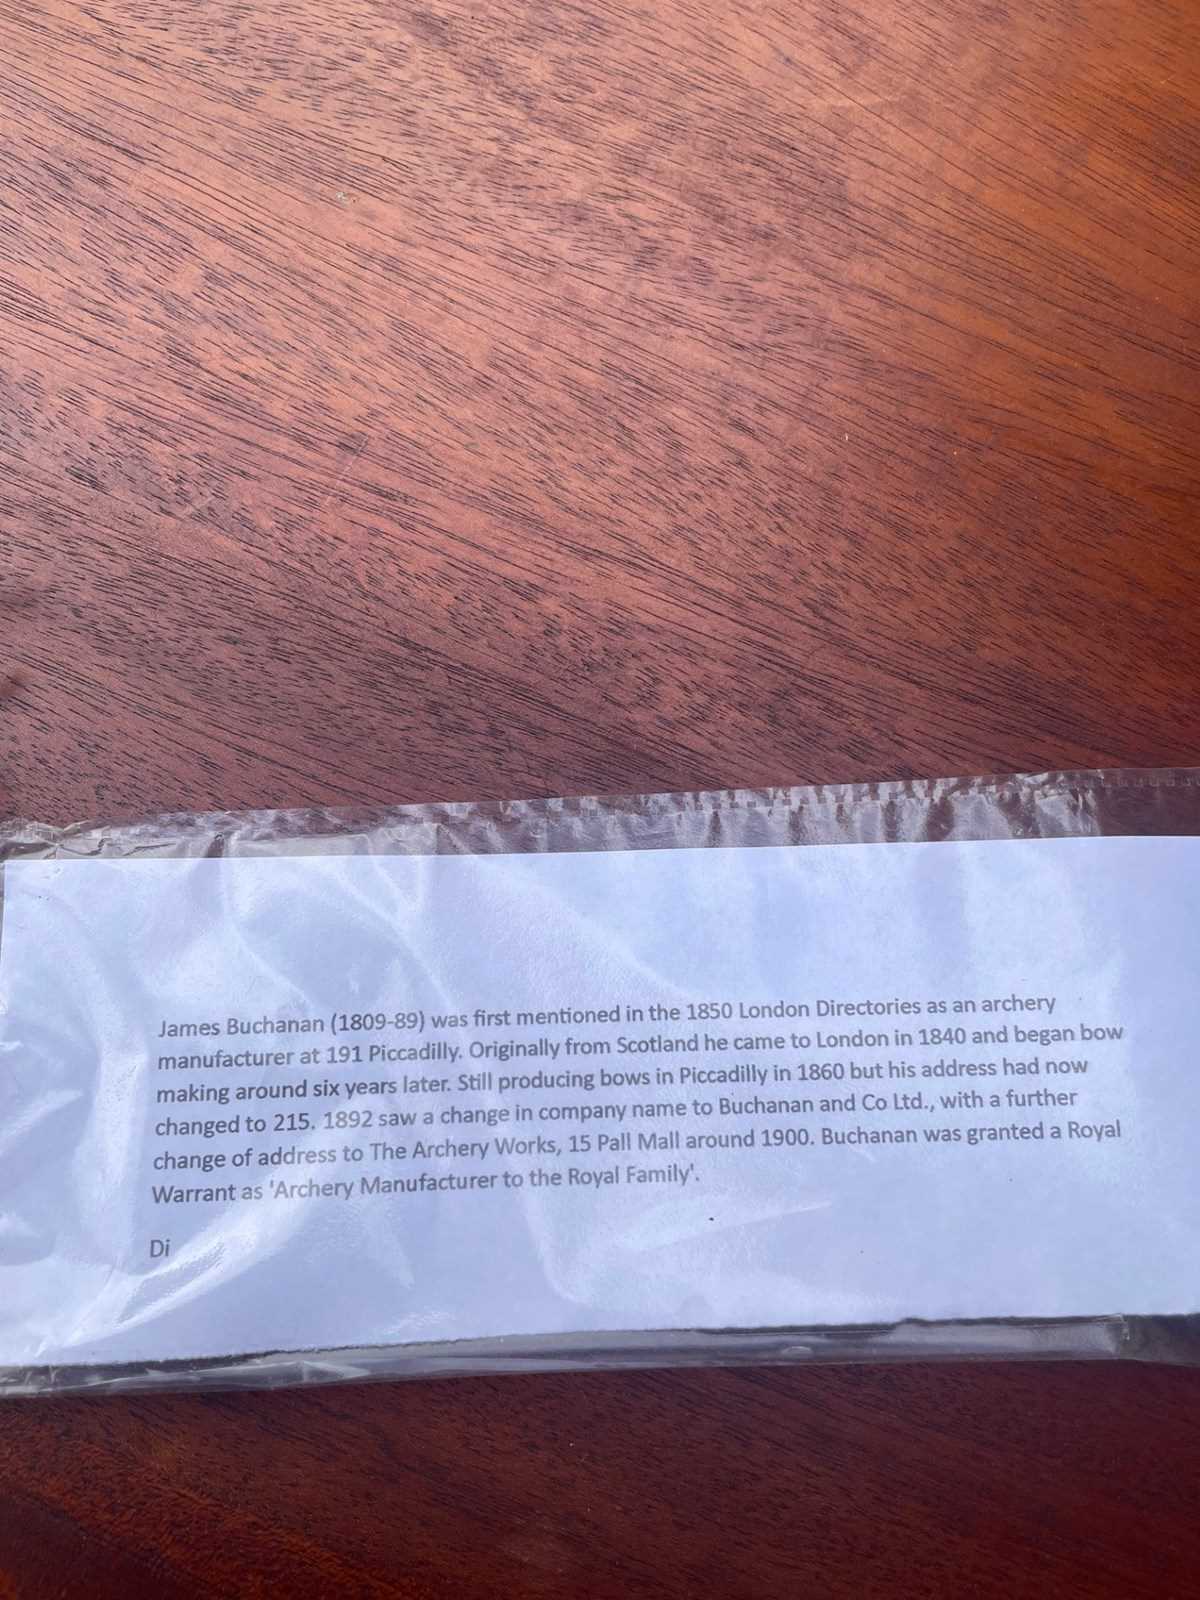 James Buchanan (1809-89) was first mentioned in the 1850 London Directories as an archery
manufacturer at 191 Piccadilly. Originally from Scotland he came to London in 1840 and began bow
making around six years later. Still producing bows in Piccadilly in 1860 but his address had now
changed to 215. 1892 saw a change in company name to Buchanan and Co Ltd., with a further
change of address to The Archery Works, 15 Pall Mall around 1900. Buchanan was granted a Royal
Warrant as 'Archery Manufacturer to the Royal Family'.
Di